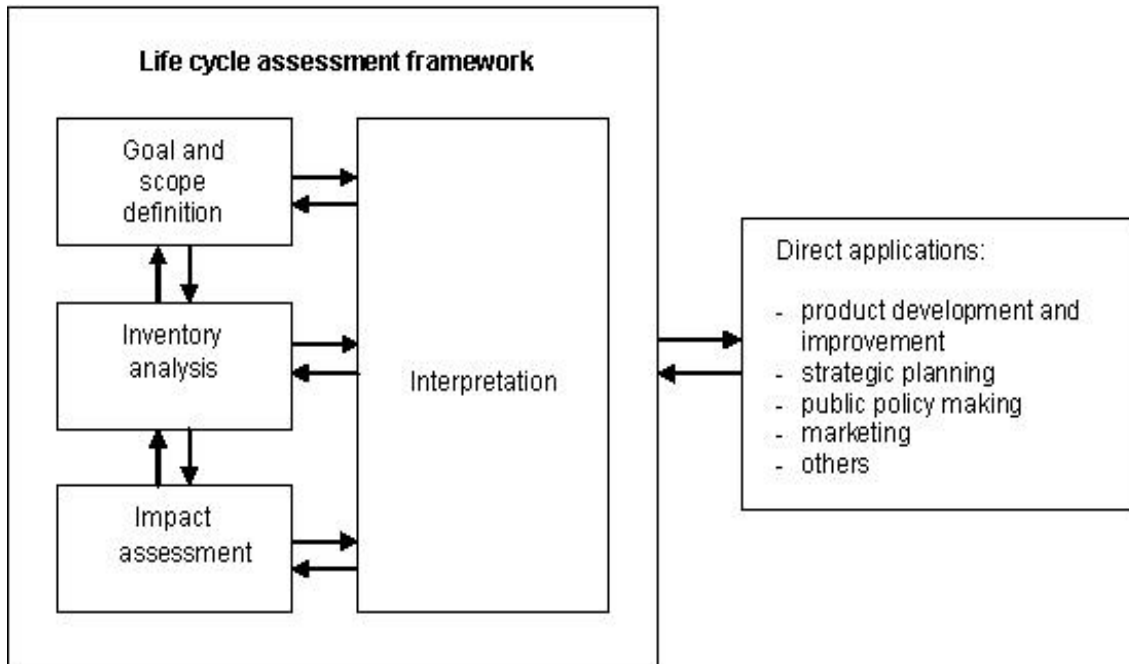 Life cycle assessment framework
Goal and
scope
definition
Inventory
analysis
Impact
assessment
Interpretation
Direct applications:
- product development and
improvement
- strategic planning
- public policy making
- marketing
- others